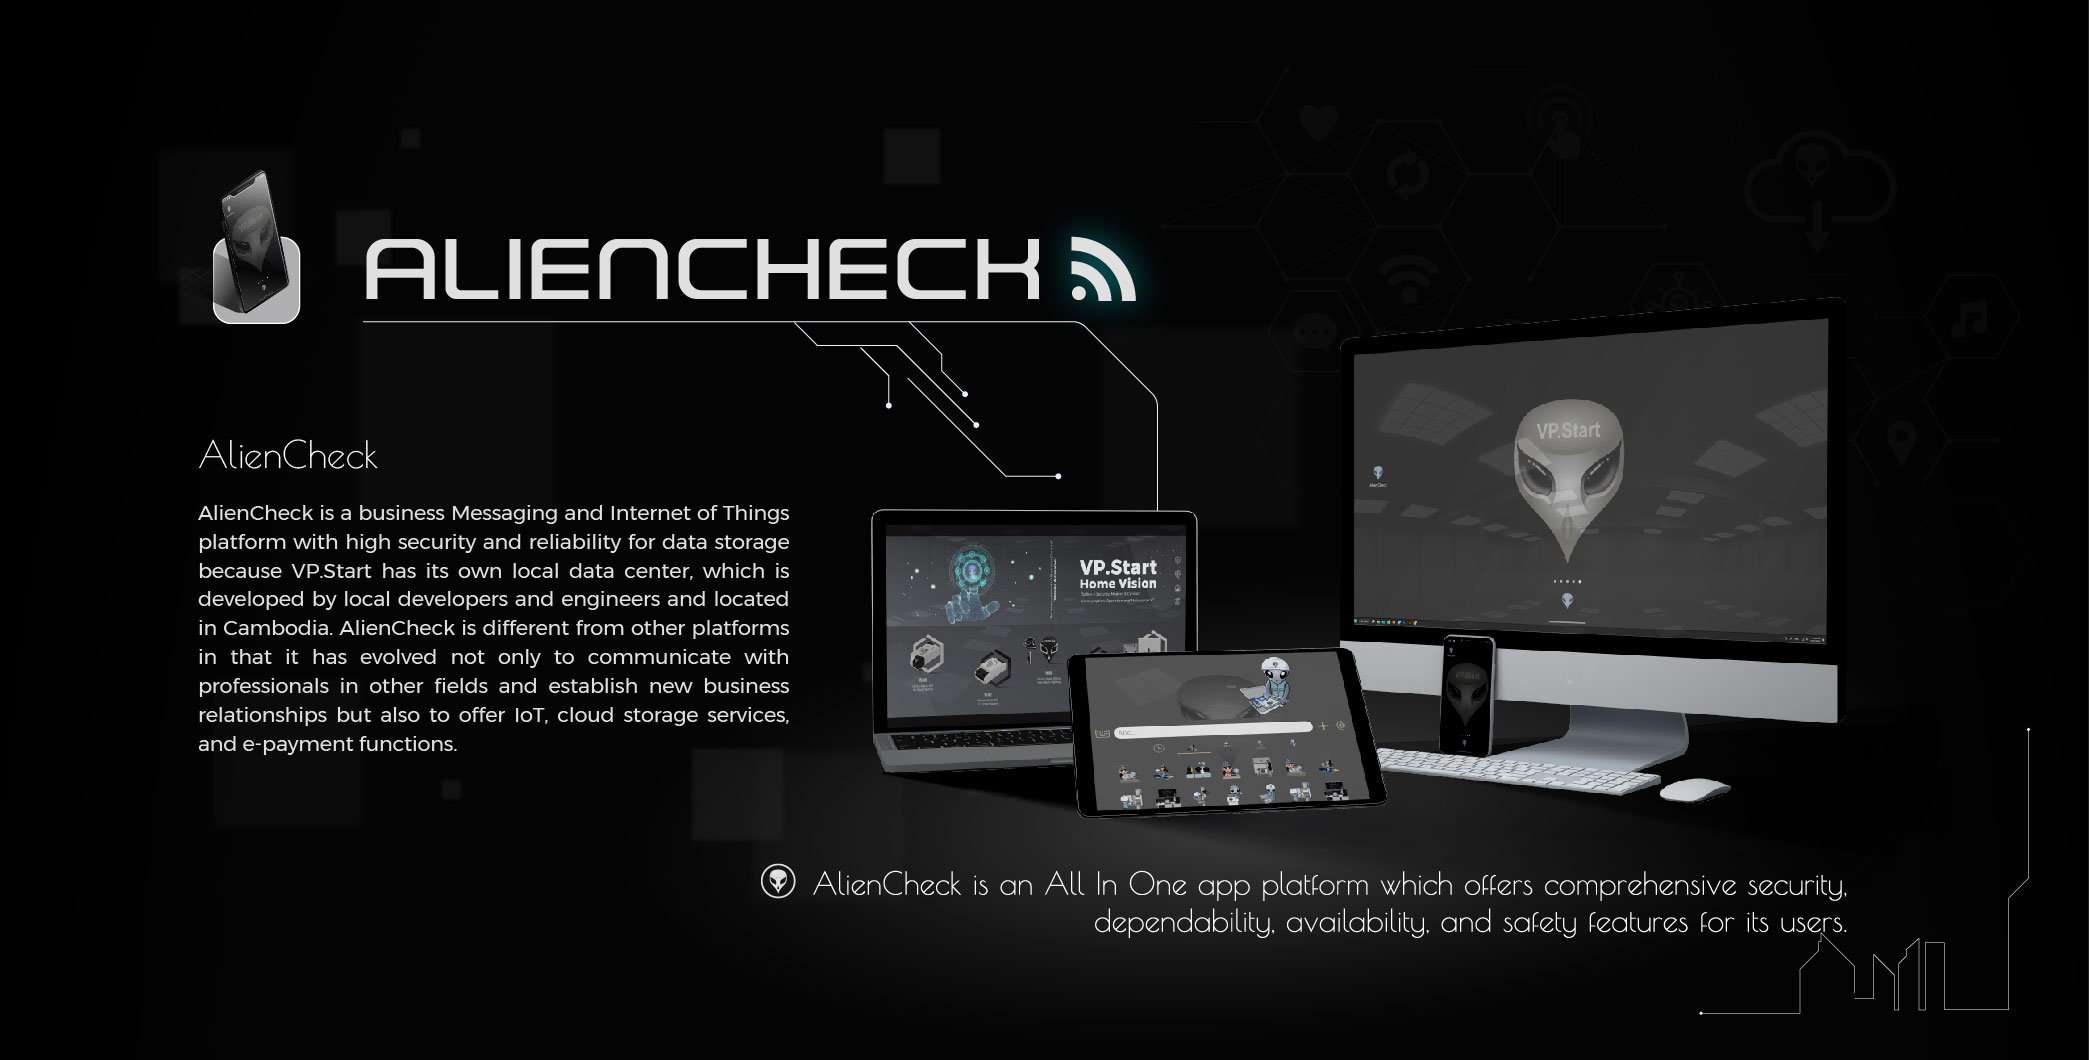 ALIENCHECK
AlienCheck
AlienCheck is a business Messaging and Internet of Things
platform with high security and reliability for data storage
because VP.Start has its own local data center, which is
developed by local developers and engineers and located
in Cambodia. AlienCheck is different from other platforms
in that it has evolved not only to communicate with
professionals in other fields and establish new business
relationships but also to offer IoT, cloud storage services,
and e-payment functions.
VP.Start
VP.Start
Home Vision
VP.Start
Abc...
AlienCheck is an All In One app platform which offers comprehensive security,
dependability, availability, and safety features for its users.